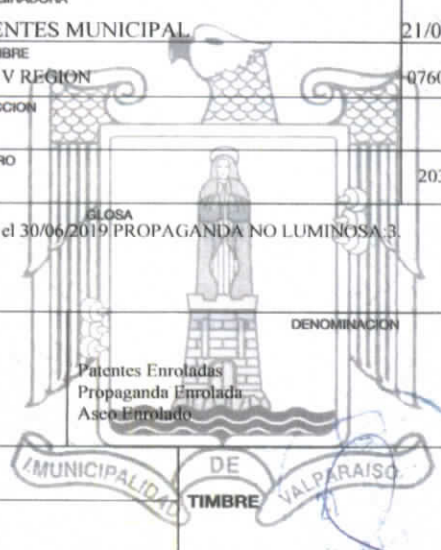 ENTES MUNICIPAL 21/0
BRE
V REGION 0760
CCION
RO
203
GLOSA
el 30/06/2019 PROPAGANDA NO LUMINOSA:3.
DENOMINACION
Patentes Enroladas
Propaganda Enrolada
Aseo Enrolado
I.MUNICIPALIDAD DE VALPARAISO
TIMBRE